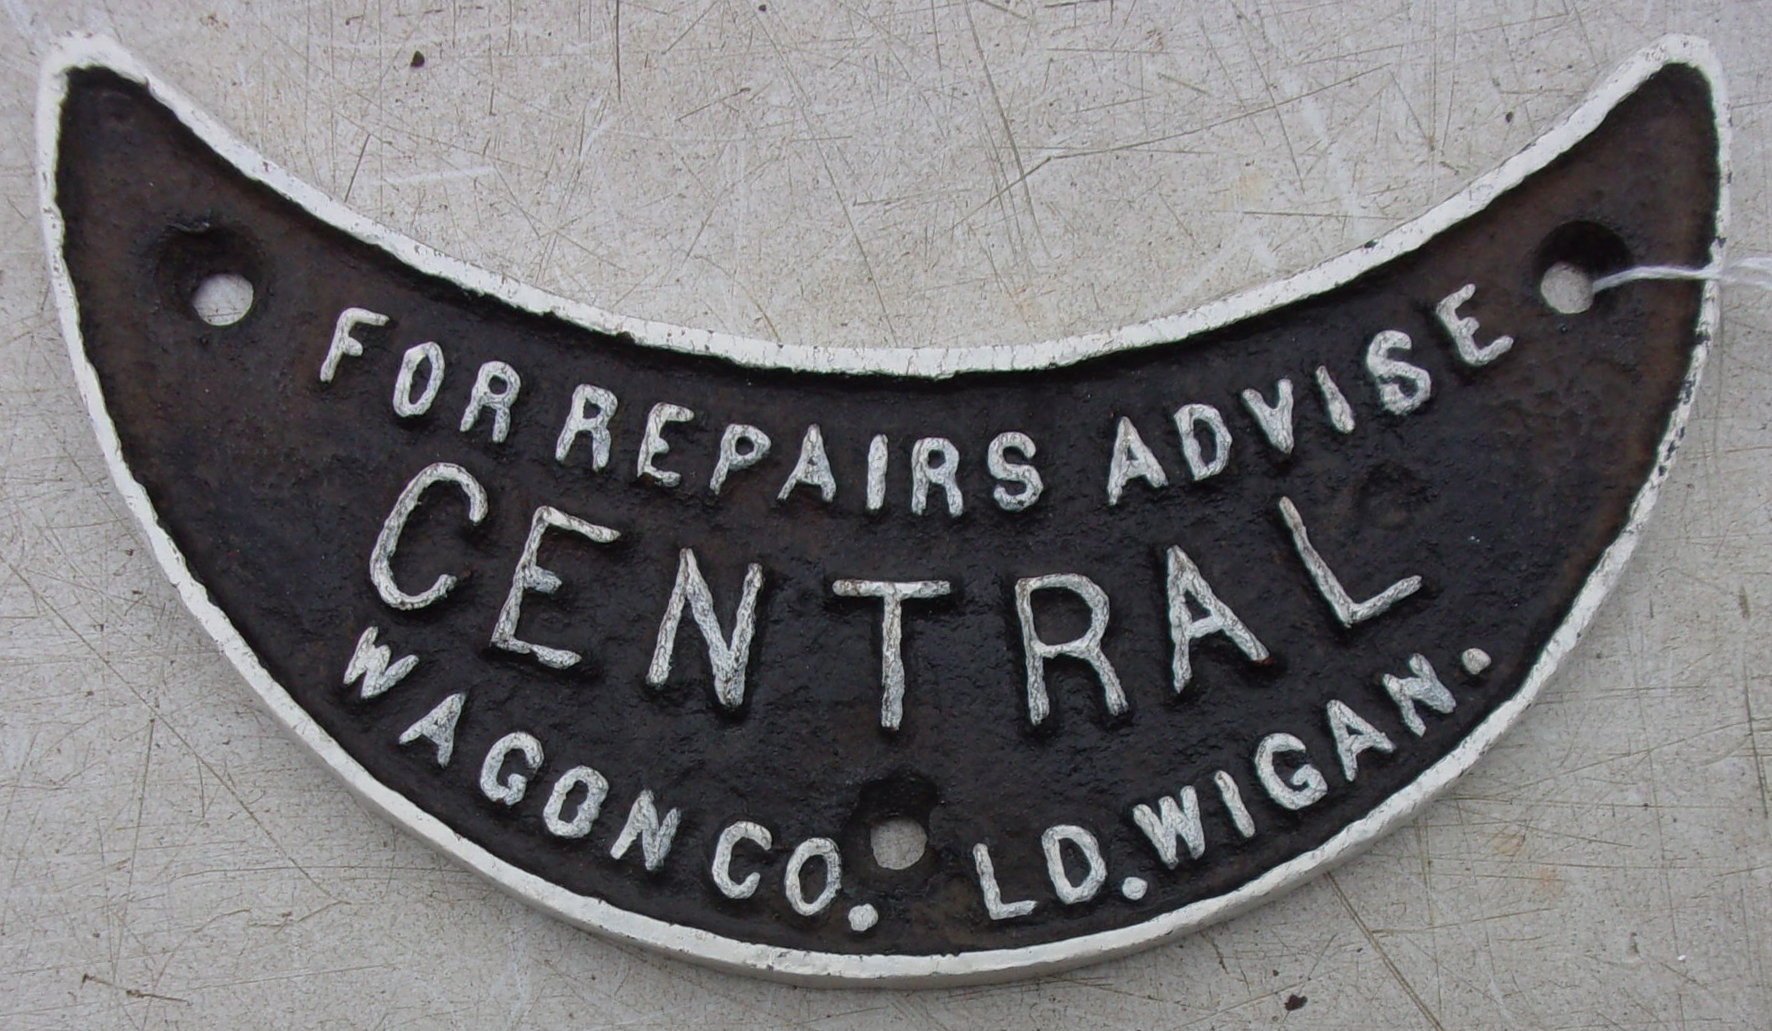 FOR REPAIRS ADVISE
CENTRAL
WAGON CO. LD. WIGAN.